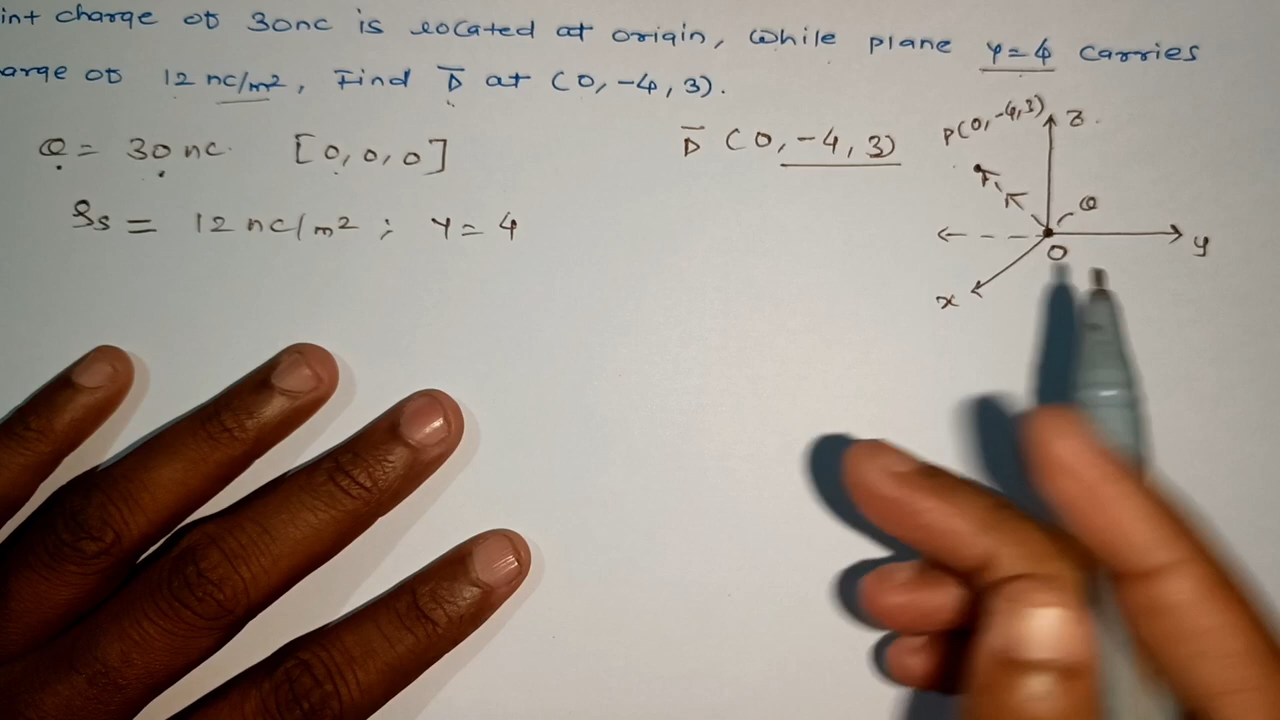 int charge of 30nc is located at origin, while plane y=4 carries
arge of 12 nc/m², Find D̅ at (0,-4,3).
Q = 30 nc. [0,0,0]
ρs = 12 nc/m² ; y=4
D̅ (0,-4,3)
P(0,-4,3)
z
Q
O
y
x